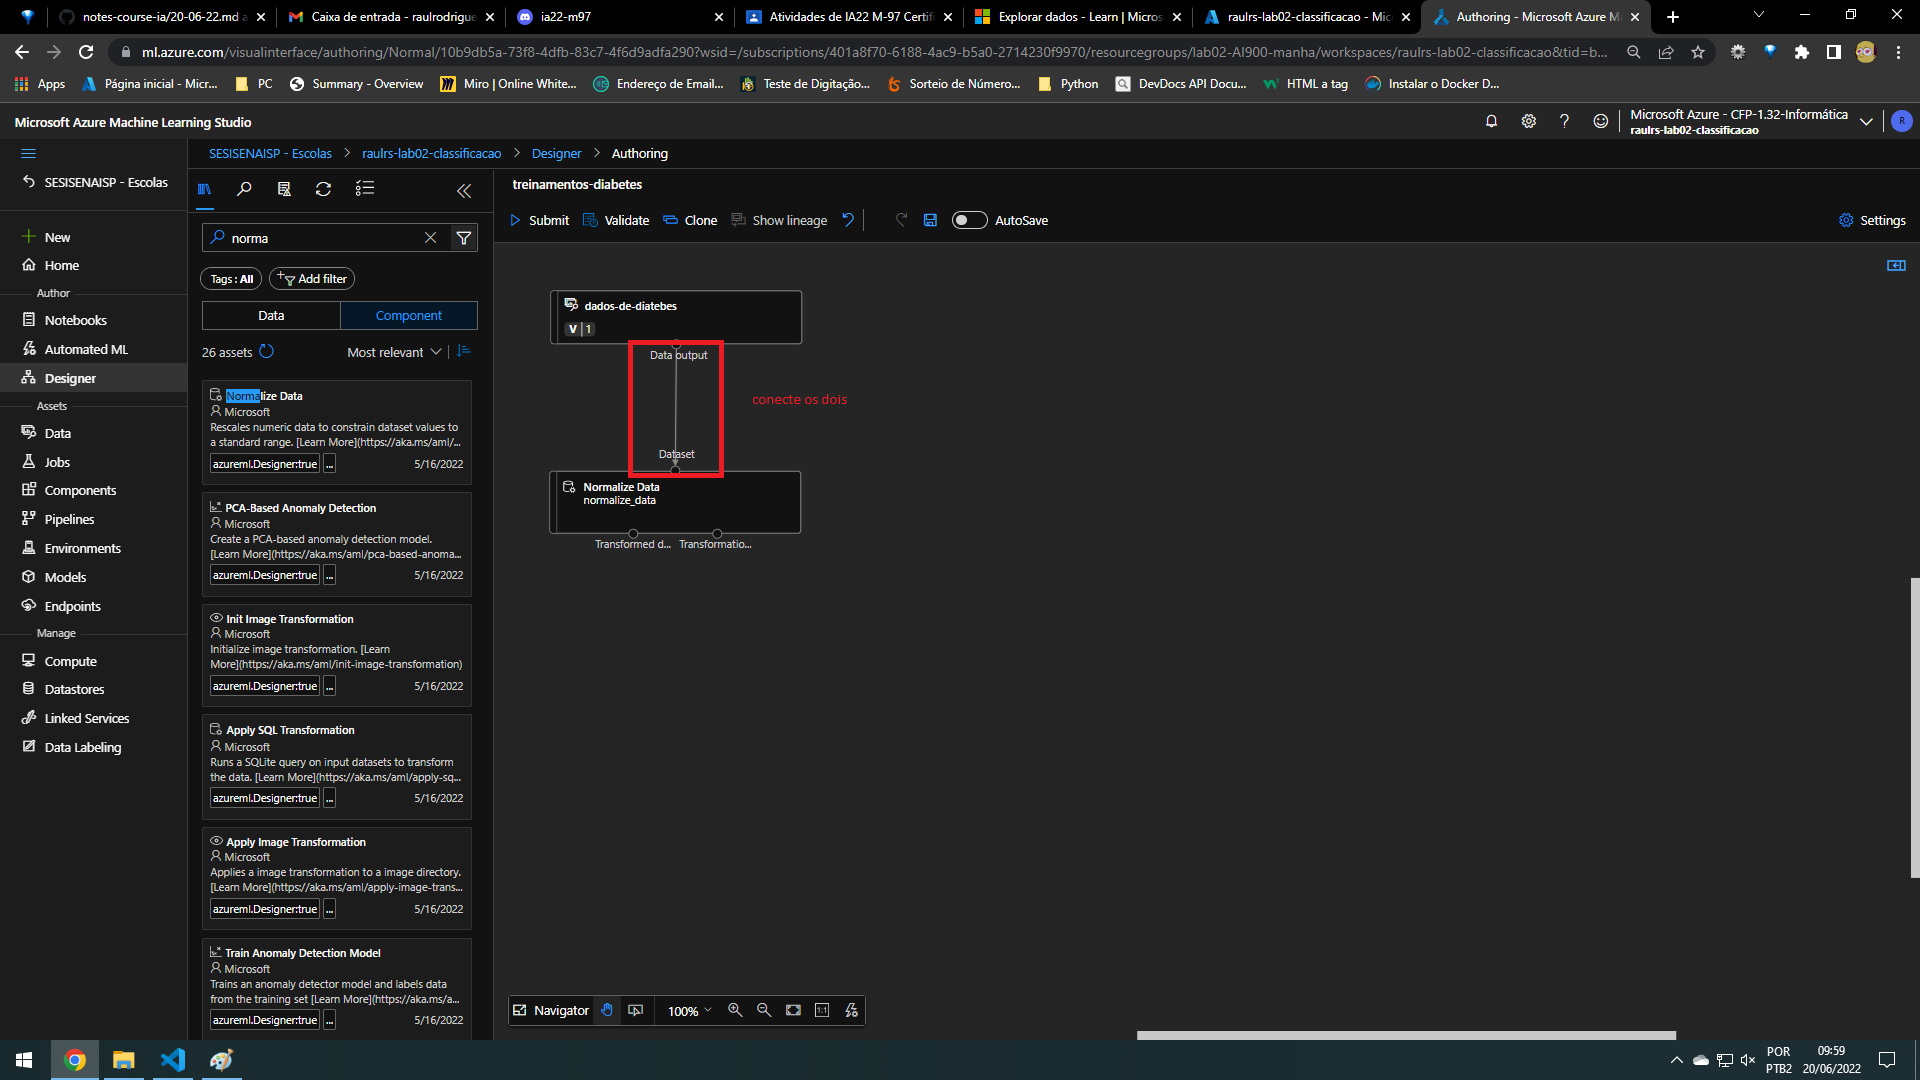 notes-course-ia/20-06-22.md a
Caixa de entrada - raulrodrigue
ia22-m97
Atividades de IA22 M-97 Certifi
Explorar dados - Learn | Micros
raulrs-lab02-classificacao - Mic
Authoring - Microsoft Azure Ma
ml.azure.com/visualinterface/authoring/Normal/10b9db5a-73f8-4dfb-83c7-4f6d9adfa290?wsid=/subscriptions/401a8f70-6188-4ac9-b5a0-2714230f9970/resourcegroups/lab02-AI900-manha/workspaces/raulrs-lab02-classificacao&tid=b...
Apps
Página inicial - Micr...
PC
Summary - Overview
Miro | Online White...
Endereço de Email...
Teste de Digitação...
Sorteio de Número...
Python
DevDocs API Docu...
HTML a tag
Instalar o Docker D...
Microsoft Azure Machine Learning Studio
Microsoft Azure - CFP-1.32-Informática
raulrs-lab02-classificacao
R
SESISENAISP - Escolas > raulrs-lab02-classificacao > Designer > Authoring
SESISENAISP - Escolas
New
Home
Author
Notebooks
Automated ML
Designer
Assets
Data
Jobs
Components
Pipelines
Environments
Models
Endpoints
Manage
Compute
Datastores
Linked Services
Data Labeling
norma
Tags : All
Add filter
Data
Component
26 assets
Most relevant
Normalize Data
Microsoft
Rescales numeric data to constrain dataset values to
a standard range. [Learn More](https://aka.ms/aml/...
azureml.Designer:true ... 5/16/2022
PCA-Based Anomaly Detection
Microsoft
Create a PCA-based anomaly detection model.
[Learn More](https://aka.ms/aml/pca-based-anoma...
azureml.Designer:true ... 5/16/2022
Init Image Transformation
Microsoft
Initialize image transformation. [Learn
More](https://aka.ms/aml/init-image-transformation)
azureml.Designer:true ... 5/16/2022
Apply SQL Transformation
Microsoft
Runs a SQLite query on input datasets to transform
the data. [Learn More](https://aka.ms/aml/apply-sq...
azureml.Designer:true ... 5/16/2022
Apply Image Transformation
Microsoft
Applies a image transformation to a image directory.
[Learn More](https://aka.ms/aml/apply-image-trans...
azureml.Designer:true ... 5/16/2022
Train Anomaly Detection Model
Microsoft
Trains an anomaly detector model and labels data
from the training set [Learn More](https://aka.ms/a...
azureml.Designer:true ... 5/16/2022
treinamentos-diabetes
Submit
Validate
Clone
Show lineage
AutoSave
Settings
dados-de-diatebes
V | 1
Data output
conecte os dois
Dataset
Normalize Data
normalize_data
Transformed d...
Transformatio...
Navigator
100%
1:1
POR
PTB2
09:59
20/06/2022